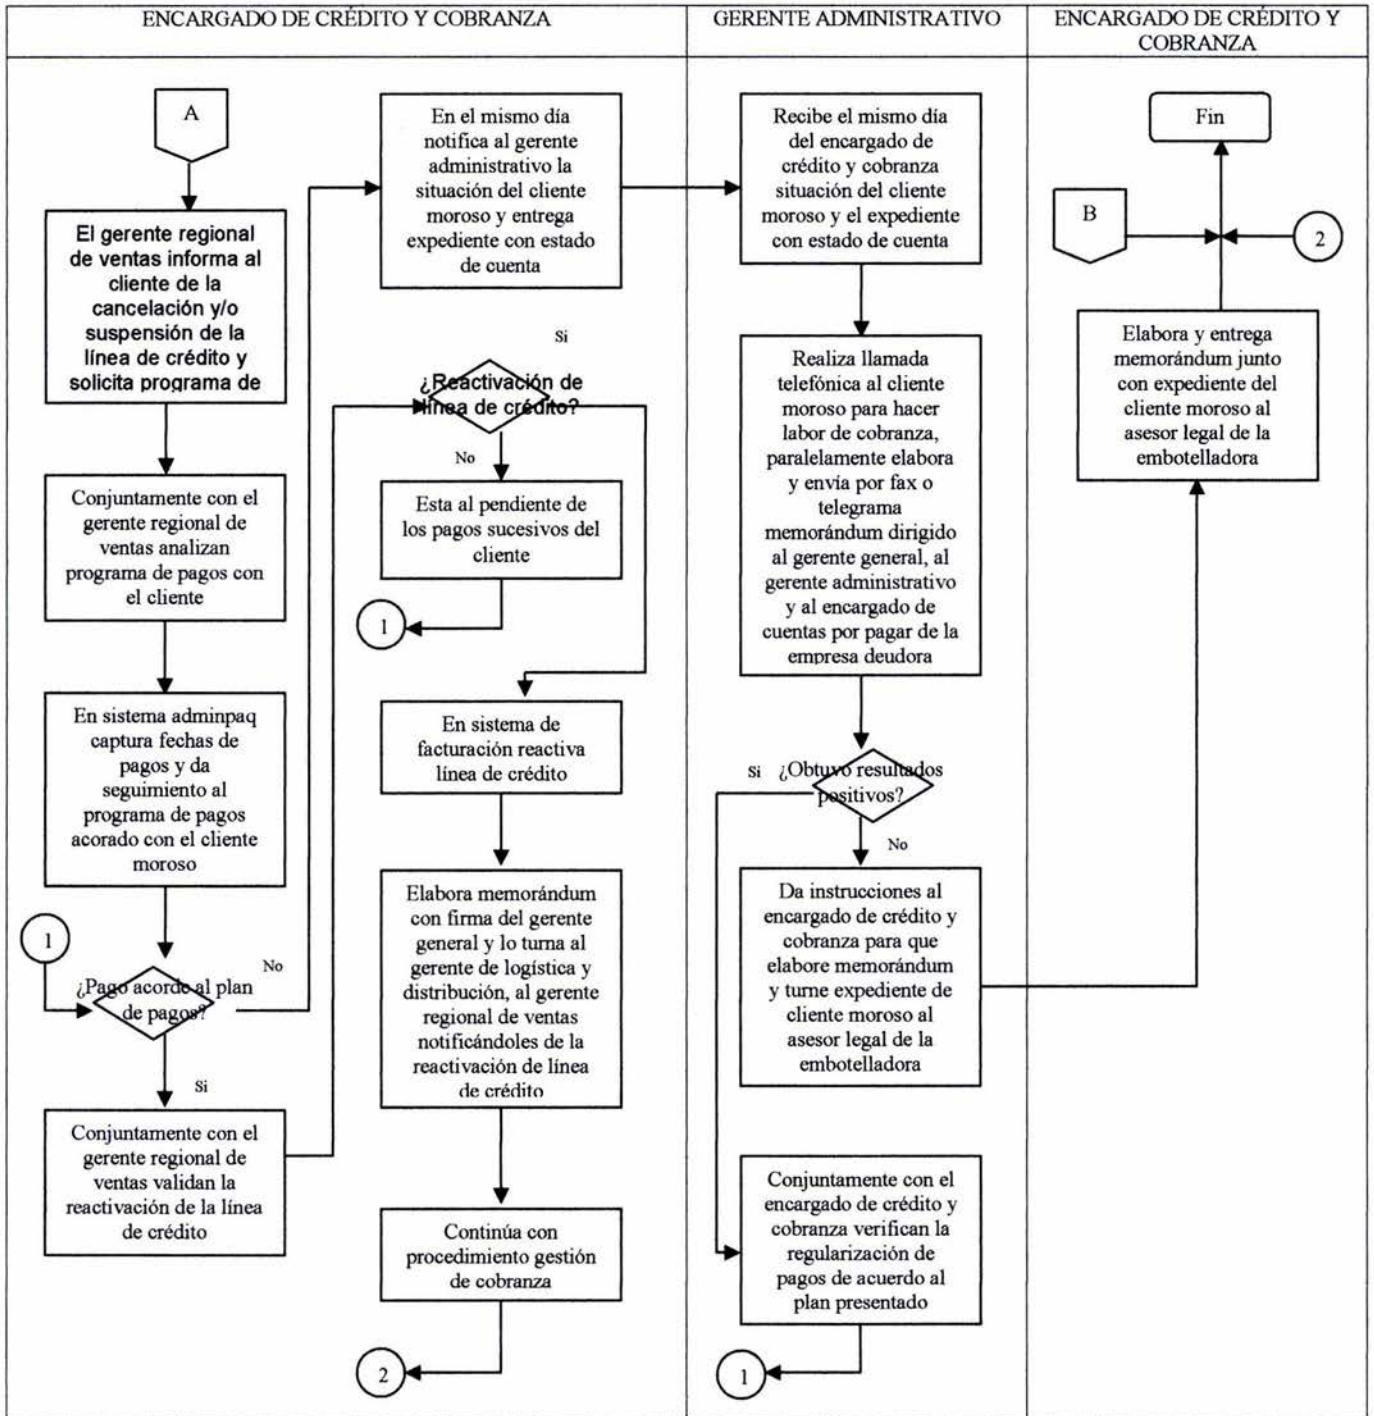 ENCARGADO DE CRÉDITO Y COBRANZA
GERENTE ADMINISTRATIVO
ENCARGADO DE CRÉDITO Y
COBRANZA
A
El gerente regional
de ventas informa al
cliente de la
cancelación y/o
suspensión de la
línea de crédito y
solicita programa de
Conjuntamente con el
gerente regional de
ventas analizan
programa de pagos con
el cliente
En sistema adminpaq
captura fechas de
pagos y da
seguimiento al
programa de pagos
acorado con el cliente
moroso
1
No
¿Pago acorde al plan
de pagos?
Si
Conjuntamente con el
gerente regional de
ventas validan la
reactivación de la línea
de crédito
En el mismo día
notifica al gerente
administrativo la
situación del cliente
moroso y entrega
expediente con estado
de cuenta
Si
¿Reactivación de
línea de crédito?
No
Esta al pendiente de
los pagos sucesivos del
cliente
1
En sistema de
facturación reactiva
línea de crédito
Elabora memorándum
con firma del gerente
general y lo turna al
gerente de logística y
distribución, al gerente
regional de ventas
notificándoles de la
reactivación de línea
de crédito
Continúa con
procedimiento gestión
de cobranza
2
Recibe el mismo día
del encargado de
crédito y cobranza
situación del cliente
moroso y el expediente
con estado de cuenta
Realiza llamada
telefónica al cliente
moroso para hacer
labor de cobranza,
paralelamente elabora
y envía por fax o
telegrama
memorándum dirigido
al gerente general, al
gerente administrativo
y al encargado de
cuentas por pagar de la
empresa deudora
Si
¿Obtuvo resultados
positivos?
No
Da instrucciones al
encargado de crédito y
cobranza para que
elabore memorándum
y turne expediente de
cliente moroso al
asesor legal de la
embotelladora
Conjuntamente con el
encargado de crédito y
cobranza verifican la
regularización de
pagos de acuerdo al
plan presentado
1
Fin
B
2
Elabora y entrega
memorándum junto
con expediente del
cliente moroso al
asesor legal de la
embotelladora